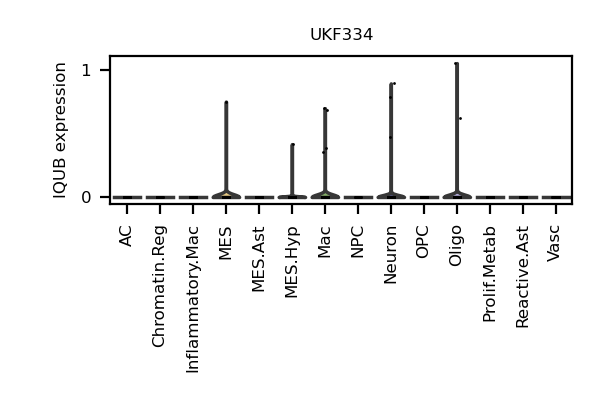 UKF334
IQUB expression
1
0
AC
Chromatin.Reg
Inflammatory.Mac
MES
MES.Ast
MES.Hyp
Mac
NPC
Neuron
OPC
Oligo
Prolif.Metab
Reactive.Ast
Vasc